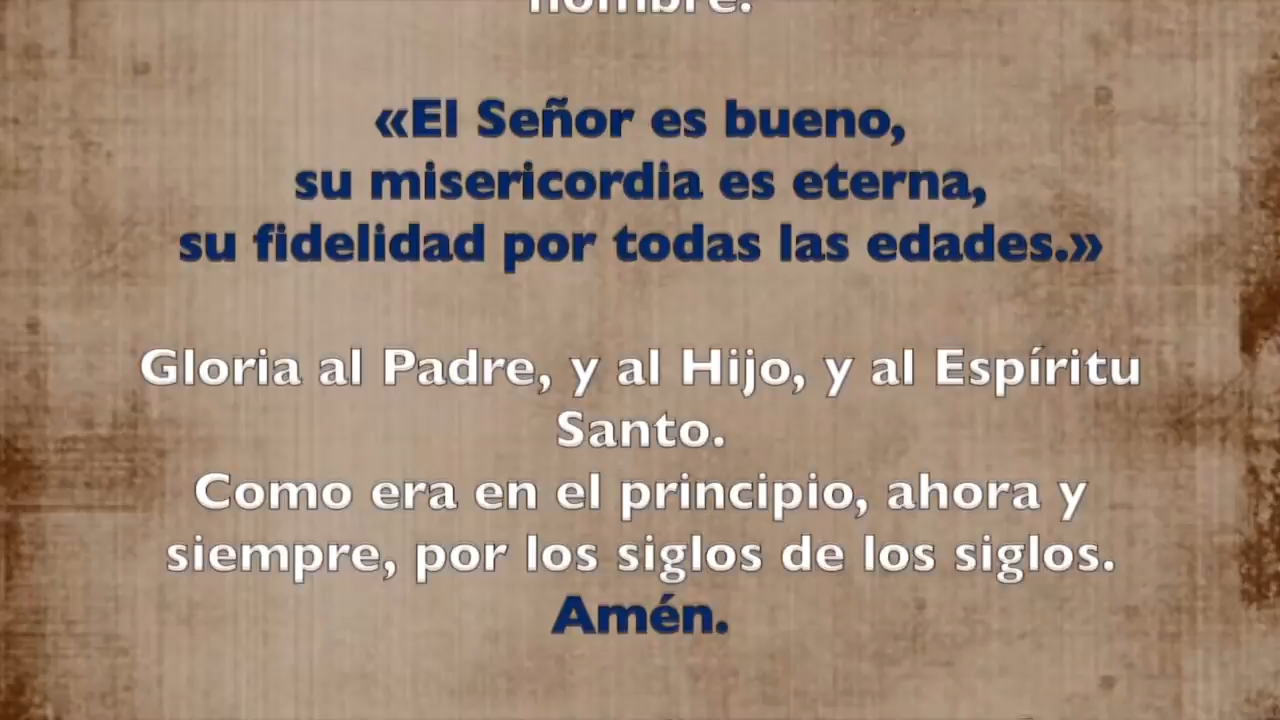 nombre.
«El Señor es bueno,
su misericordia es eterna,
su fidelidad por todas las edades.»
Gloria al Padre, y al Hijo, y al Espíritu
Santo.
Como era en el principio, ahora y
siempre, por los siglos de los siglos.
Amén.